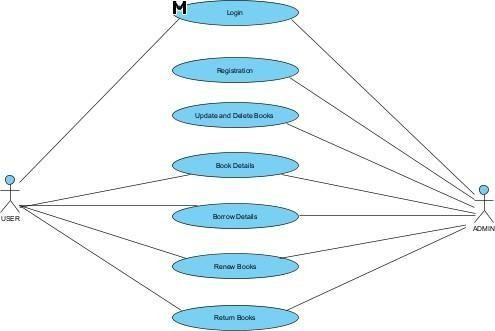 M
Login
Registration
Update and Delete Books
Book Details
USER
Borrow Details
ADMIN
Renew Books
Return Books